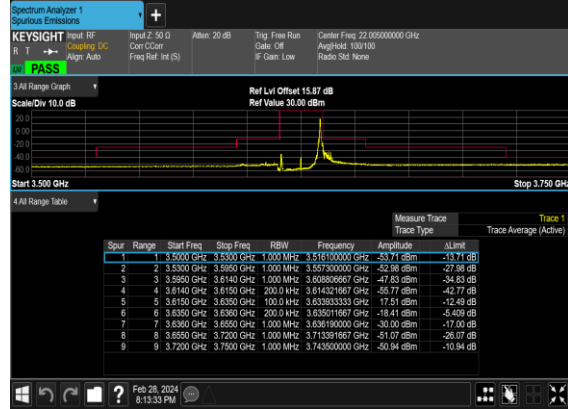 Spectrum Analyzer 1
Spurious Emissions
KEYSIGHT Input: RF Input Z: 50 Ω Atten: 20 dB Trig: Free Run Center Freq: 22.005000000 GHz
R T Coupling: DC Corr CCorr Gate: Off Avg|Hold: 100/100
Align: Auto Freq Ref: Int (S) IF Gain: Low Radio Std: None
PASS
3 All Range Graph
Ref Lvl Offset 15.87 dB
Scale/Div 10.0 dB Ref Value 30.00 dBm
20.0
0.00
-20.0
-40.0
-60.0
Start 3.500 GHz Stop 3.750 GHz
4 All Range Table
Measure Trace Trace 1
Trace Type Trace Average (Active)
Spur Range Start Freq Stop Freq RBW Frequency Amplitude ΔLimit
1 1 3.5000 GHz 3.5300 GHz 1.000 MHz 3.516100000 GHz -53.71 dBm -13.71 dB
2 2 3.5300 GHz 3.5950 GHz 1.000 MHz 3.557300000 GHz -52.98 dBm -27.98 dB
3 3 3.5950 GHz 3.6140 GHz 1.000 MHz 3.608806667 GHz -47.83 dBm -34.83 dB
4 4 3.6140 GHz 3.6150 GHz 200.0 kHz 3.614321667 GHz -55.77 dBm -42.77 dB
5 5 3.6150 GHz 3.6350 GHz 100.0 kHz 3.633933333 GHz 17.51 dBm -12.49 dB
6 6 3.6350 GHz 3.6360 GHz 200.0 kHz 3.635011667 GHz -18.41 dBm -5.409 dB
7 7 3.6360 GHz 3.6550 GHz 1.000 MHz 3.636190000 GHz -30.00 dBm -17.00 dB
8 8 3.6550 GHz 3.7200 GHz 1.000 MHz 3.713391667 GHz -51.07 dBm -26.07 dB
9 9 3.7200 GHz 3.7500 GHz 1.000 MHz 3.743500000 GHz -50.94 dBm -10.94 dB
? Feb 28, 2024
8:13:33 PM